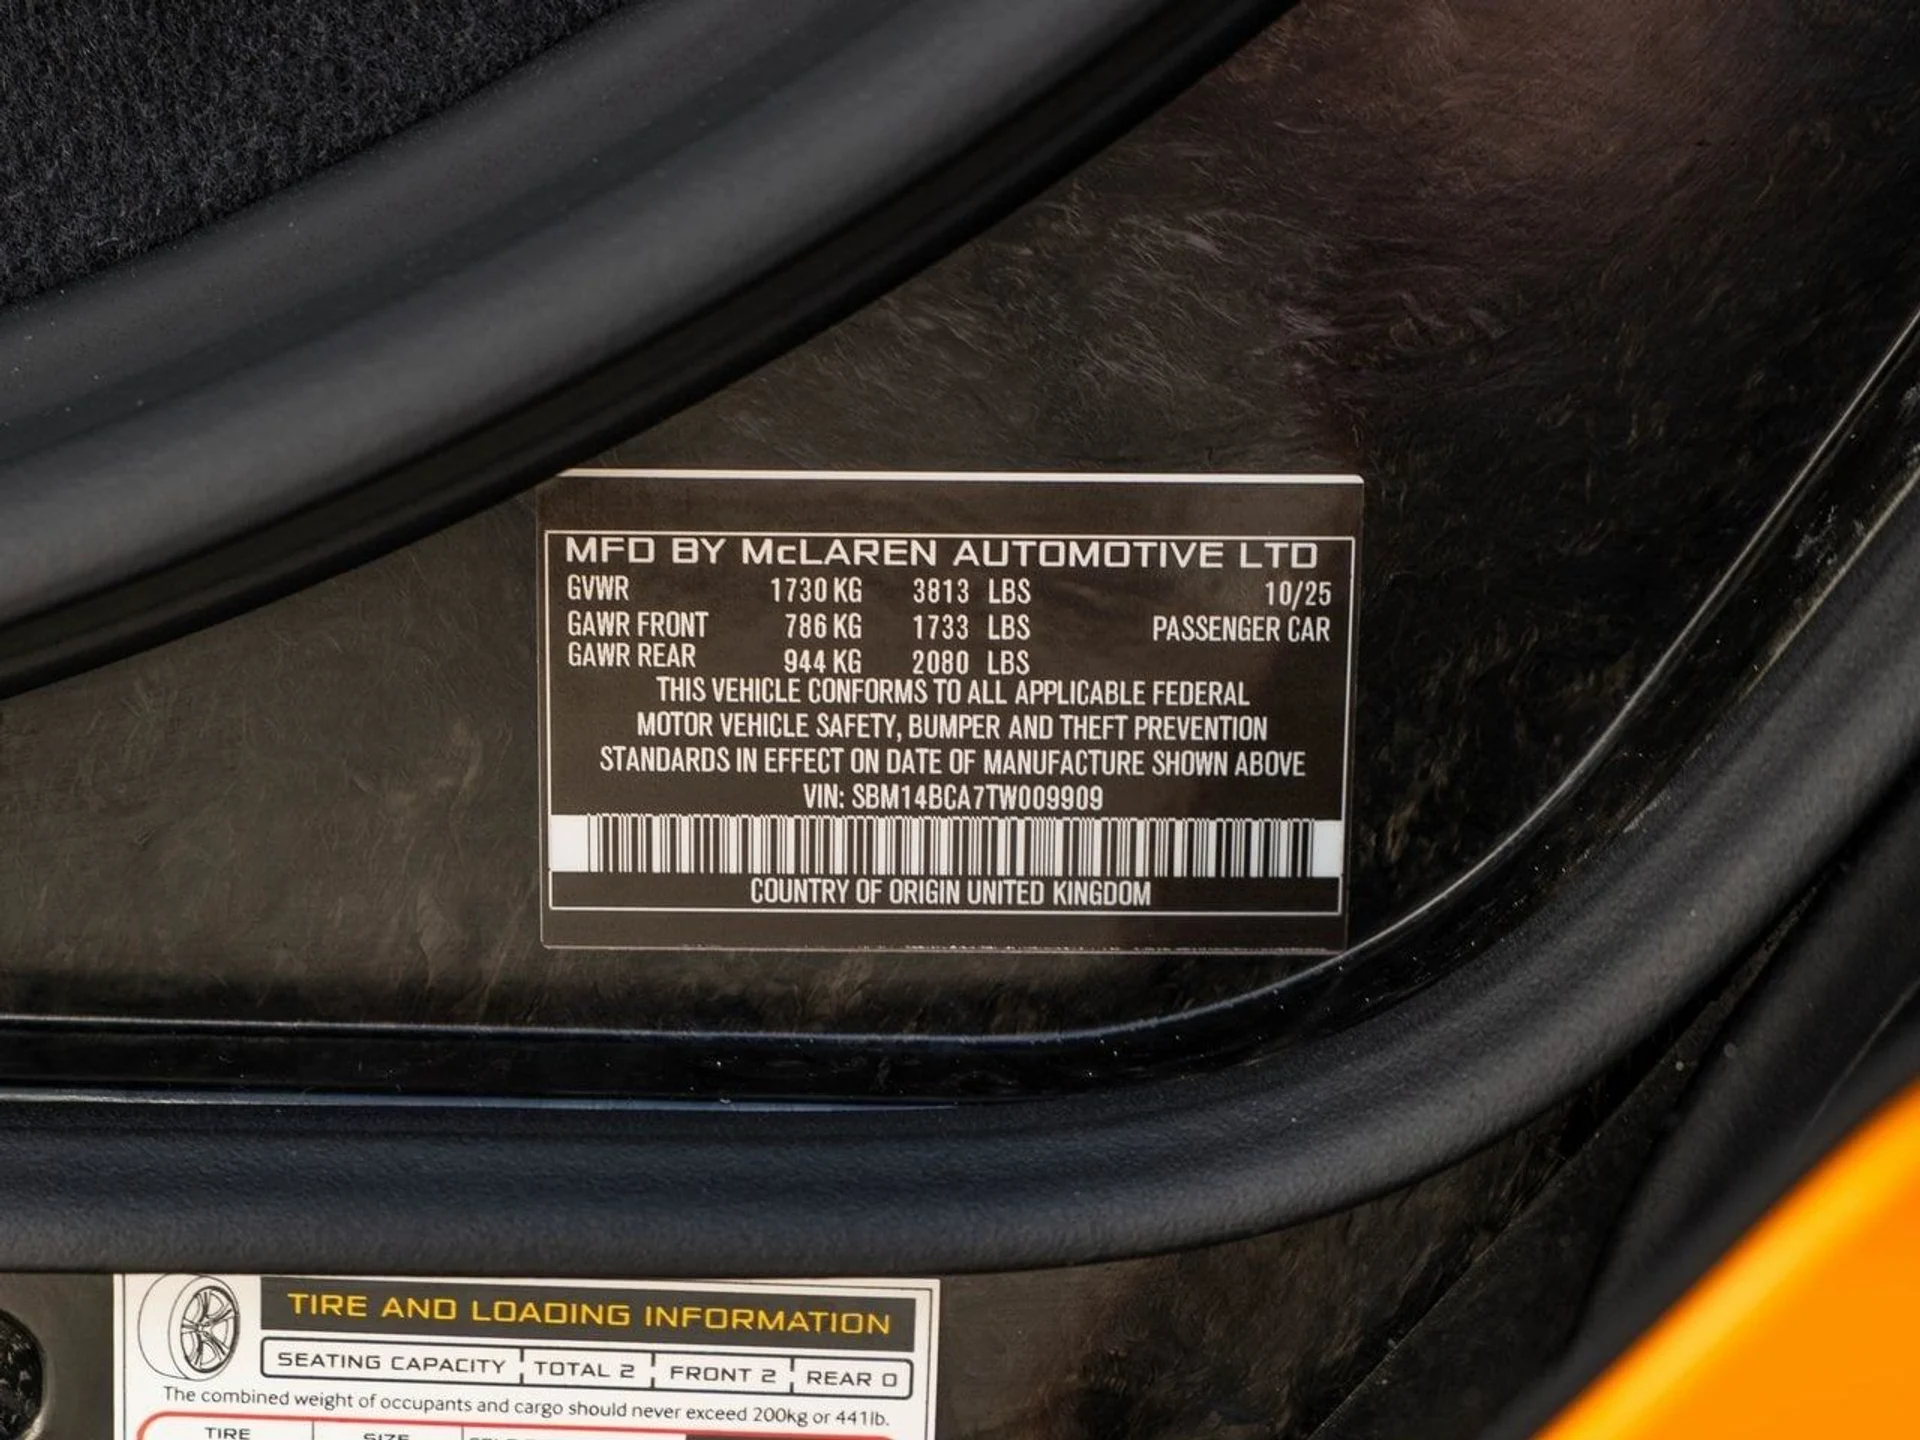 MFD BY McLAREN AUTOMOTIVE LTD
GVWR 1730 KG 3813 LBS 10/25
GAWR FRONT 786 KG 1733 LBS PASSENGER CAR
GAWR REAR 944 KG 2080 LBS
THIS VEHICLE CONFORMS TO ALL APPLICABLE FEDERAL
MOTOR VEHICLE SAFETY, BUMPER AND THEFT PREVENTION
STANDARDS IN EFFECT ON DATE OF MANUFACTURE SHOWN ABOVE
VIN: SBM14BCA7TW009909
COUNTRY OF ORIGIN UNITED KINGDOM
TIRE AND LOADING INFORMATION
SEATING CAPACITY TOTAL 2 FRONT 2 REAR 0
The combined weight of occupants and cargo should never exceed 200kg or 441lb.
TIRE SIZE